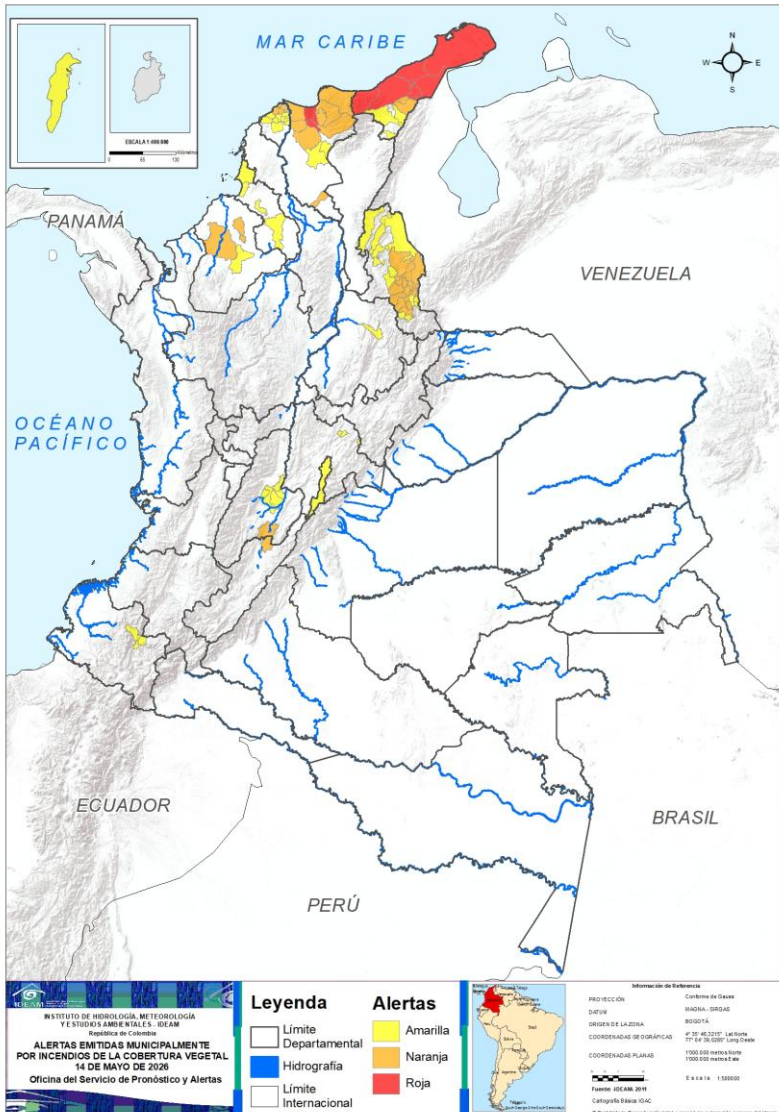 MAR CARIBE
N
W
E
S
ESCALA 1:400.000
PANAMÁ
VENEZUELA
OCÉANO
PACÍFICO
ECUADOR
BRASIL
PERÚ
IDEAM
INSTITUTO DE HIDROLOGÍA, METEOROLOGÍA
Y ESTUDIOS AMBIENTALES - IDEAM
República de Colombia
ALERTAS EMITIDAS MUNICIPALMENTE
POR INCENDIOS DE LA COBERTURA VEGETAL
14 DE MAYO DE 2026
Oficina del Servicio de Pronóstico y Alertas
Leyenda
Límite
Departamental
Hidrografía
Límite
Internacional
Alertas
Amarilla
Naranja
Roja
Información de Referencia
PROYECCIÓN Conforme de Gauss
DATUM MAGNA - SIRGAS
ORIGEN DE LA ZONA BOGOTÁ
COORDENADAS GEOGRÁFICAS
COORDENADAS PLANAS 1'000.000 metros Norte
1'000.000 metros Este
Fuente: IDEAM. 2011
Cartografía Básica IGAC